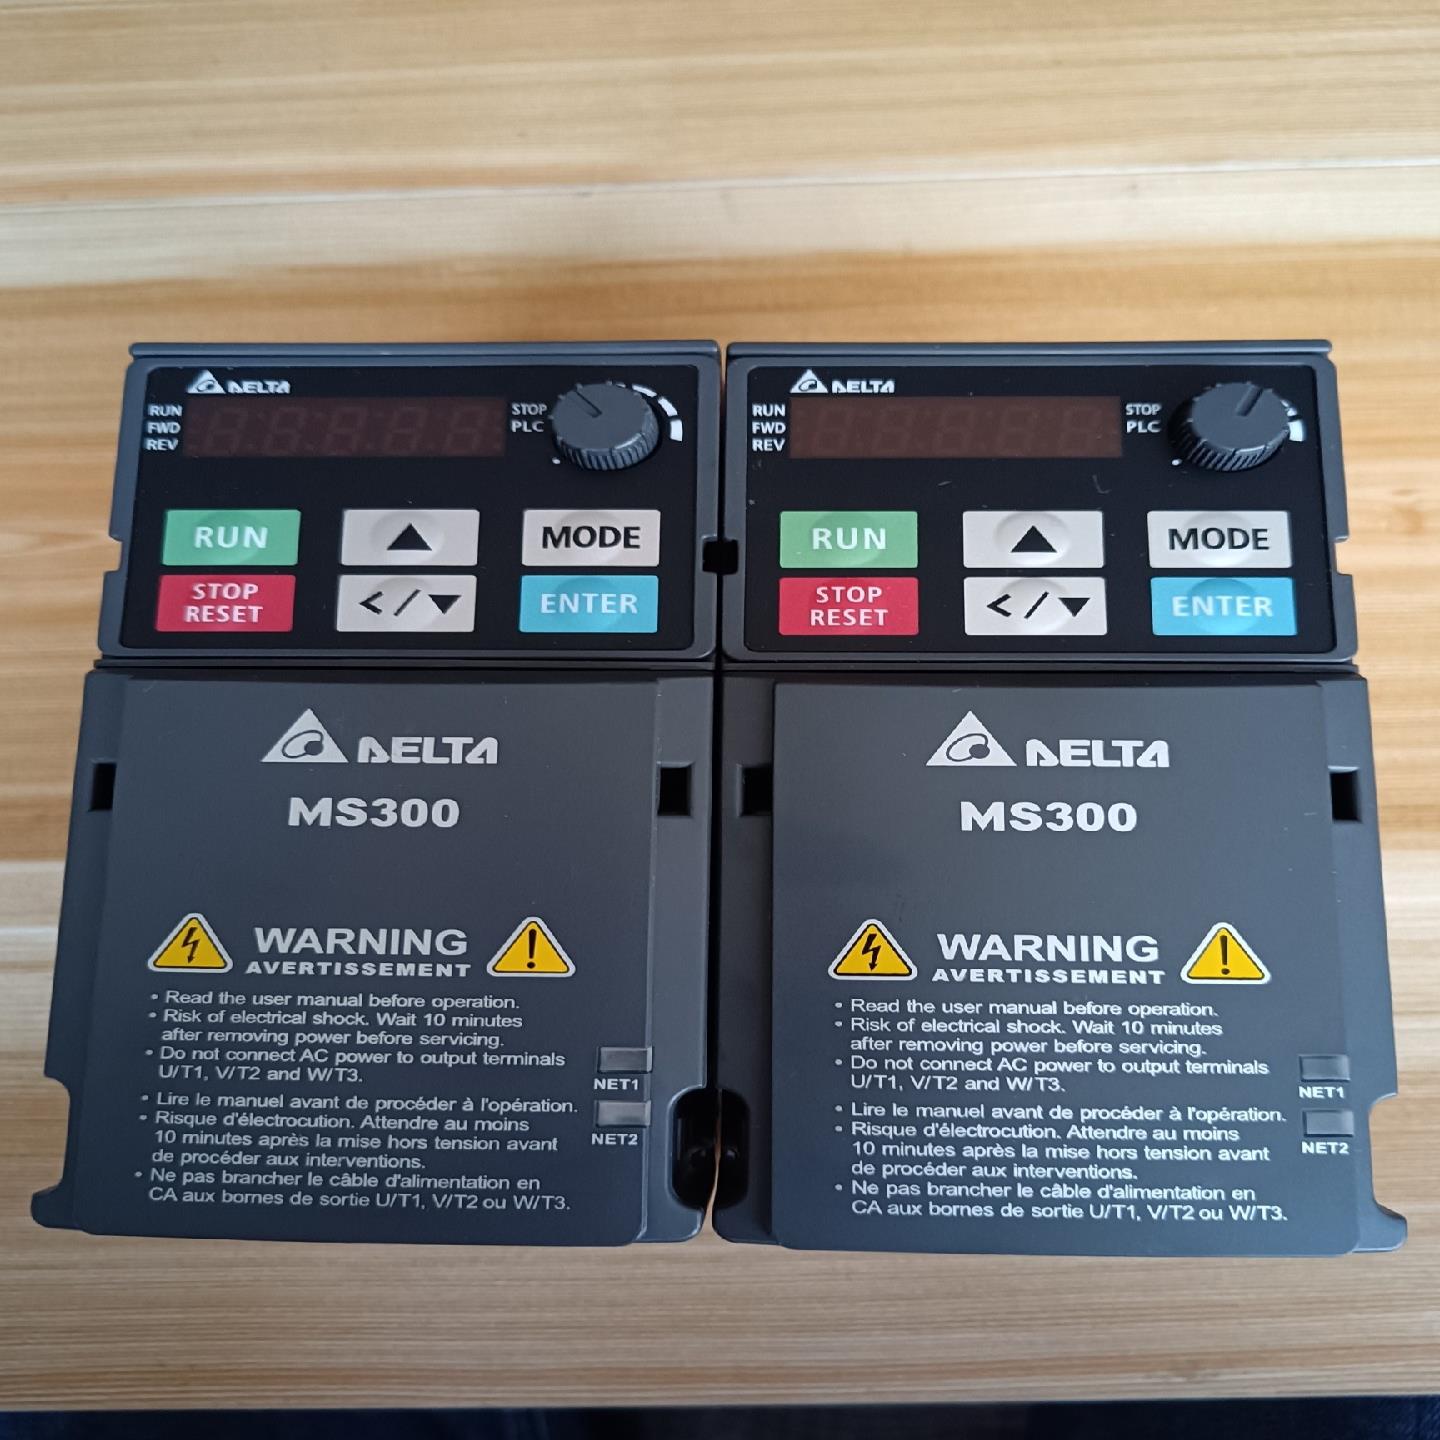 DELTA
RUN
FWD
REV
STOP
PLC
RUN
MODE
STOP
RESET
ENTER
DELTA
MS300
WARNING
AVERTISSEMENT
• Read the user manual before operation.
• Risk of electrical shock. Wait 10 minutes
after removing power before servicing.
• Do not connect AC power to output terminals
U/T1, V/T2 and W/T3.
NET1
• Lire le manuel avant de procéder à l'opération.
• Risque d'électrocution. Attendre au moins
10 minutes après la mise hors tension avant
de procéder aux interventions.
NET2
• Ne pas brancher le câble d'alimentation en
CA aux bornes de sortie U/T1, V/T2 ou W/T3.
DELTA
RUN
FWD
REV
STOP
PLC
RUN
MODE
STOP
RESET
ENTER
DELTA
MS300
WARNING
AVERTISSEMENT
• Read the user manual before operation.
• Risk of electrical shock. Wait 10 minutes
after removing power before servicing.
• Do not connect AC power to output terminals
U/T1, V/T2 and W/T3.
NET1
• Lire le manuel avant de procéder à l'opération.
• Risque d'électrocution. Attendre au moins
10 minutes après la mise hors tension avant
de procéder aux interventions.
NET2
• Ne pas brancher le câble d'alimentation en
CA aux bornes de sortie U/T1, V/T2 ou W/T3.